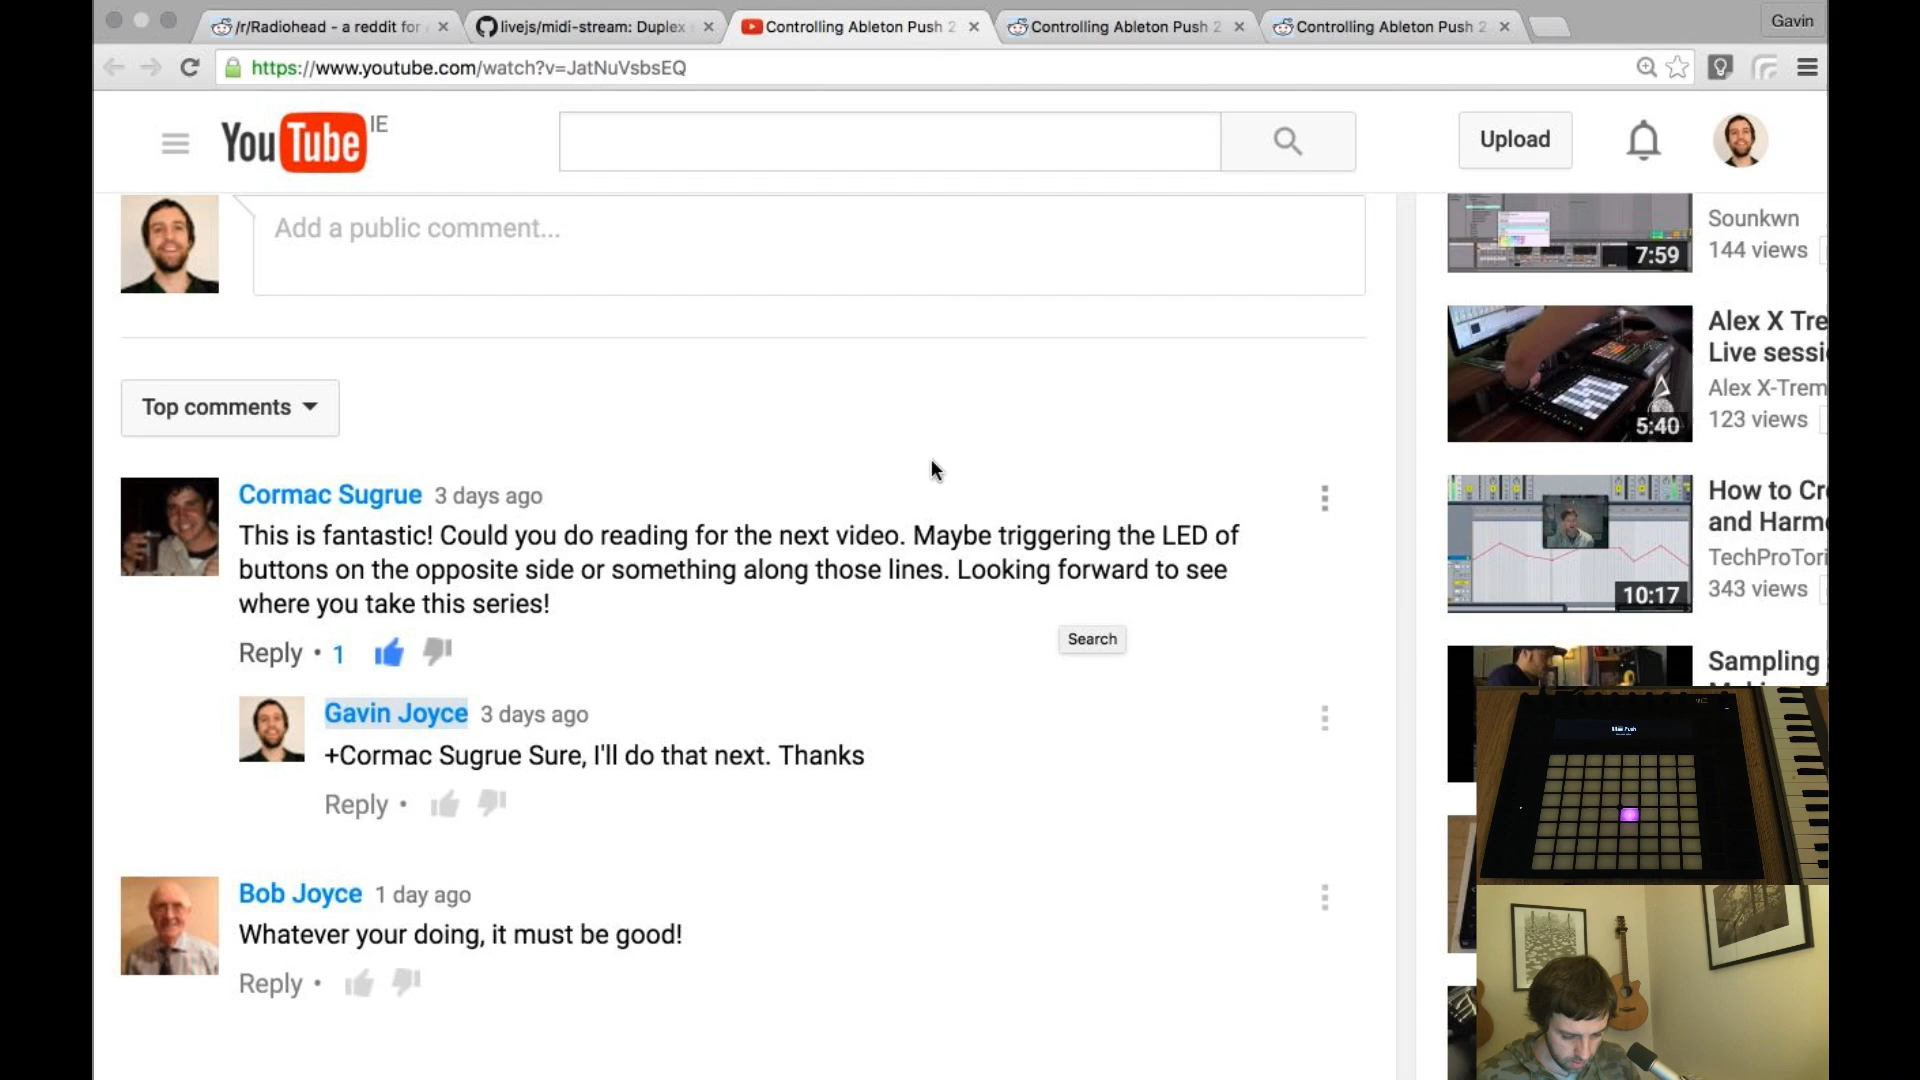 /r/Radiohead - a reddit for
livejs/midi-stream: Duplex
Controlling Ableton Push 2
Controlling Ableton Push 2
Controlling Ableton Push 2
Gavin
https://www.youtube.com/watch?v=JatNuVsbsEQ
YouTube IE
Upload
Add a public comment...
Top comments
Cormac Sugrue 3 days ago
This is fantastic! Could you do reading for the next video. Maybe triggering the LED of
buttons on the opposite side or something along those lines. Looking forward to see
where you take this series!
Reply • 1
Search
Gavin Joyce 3 days ago
+Cormac Sugrue Sure, I'll do that next. Thanks
Reply •
Bob Joyce 1 day ago
Whatever your doing, it must be good!
Reply •
7:59
Sounkwn
144 views
5:40
Alex X Tre
Live sessi
Alex X-Trem
123 views
10:17
How to Cr
and Harm
TechProTori
343 views
Sampling